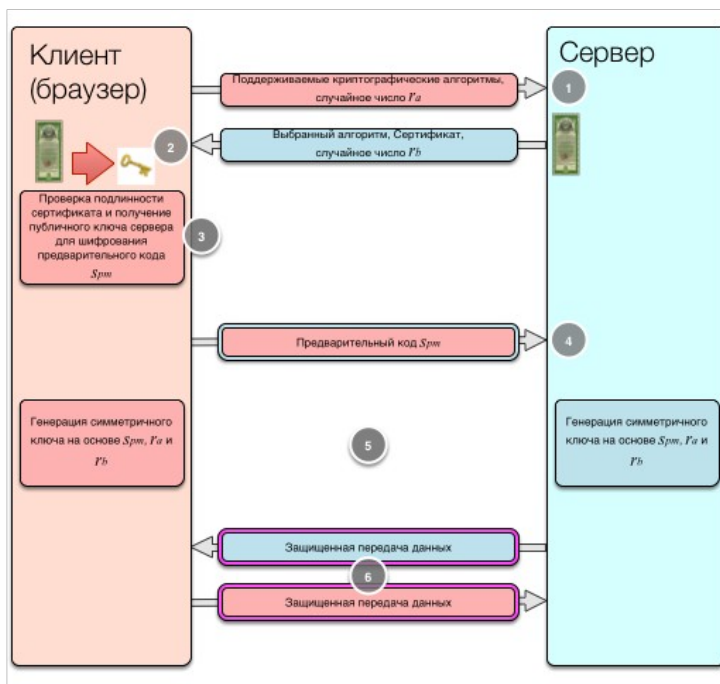 Клиент
(браузер)
Сервер
Поддерживаемые криптографические алгоритмы,
случайное число ra
1
Выбранный алгоритм, Сертификат,
случайное число rb
2
Проверка подлинности
сертификата и получение
публичного ключа сервера
для шифрования
предварительного кода
Spm
3
Предварительный код Spm
4
Генерация симметричного
ключа на основе Spm, ra и
rb
5
Генерация симметричного
ключа на основе Spm, ra и
rb
Защищенная передача данных
6
Защищенная передача данных